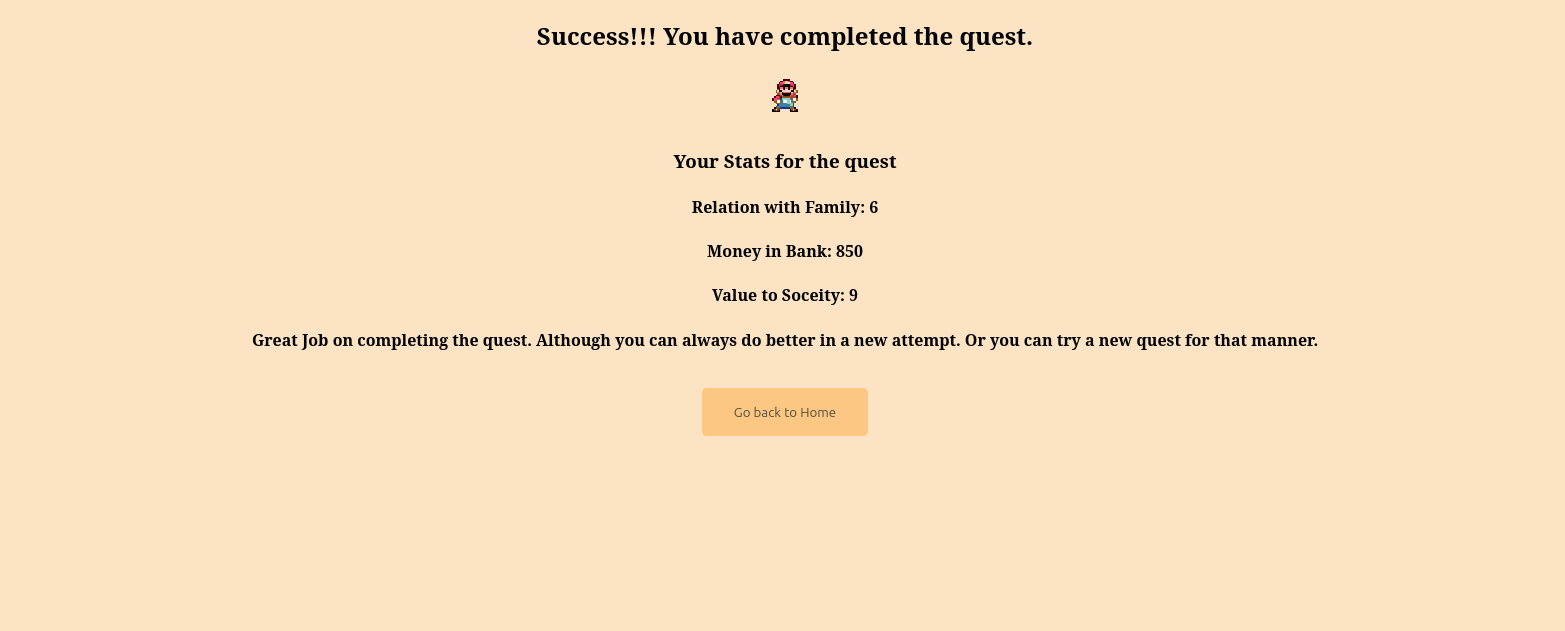 Success!!! You have completed the quest.
Your Stats for the quest
Relation with Family: 6
Money in Bank: 850
Value to Soceity: 9
Great Job on completing the quest. Although you can always do better in a new attempt. Or you can try a new quest for that manner.
Go back to Home